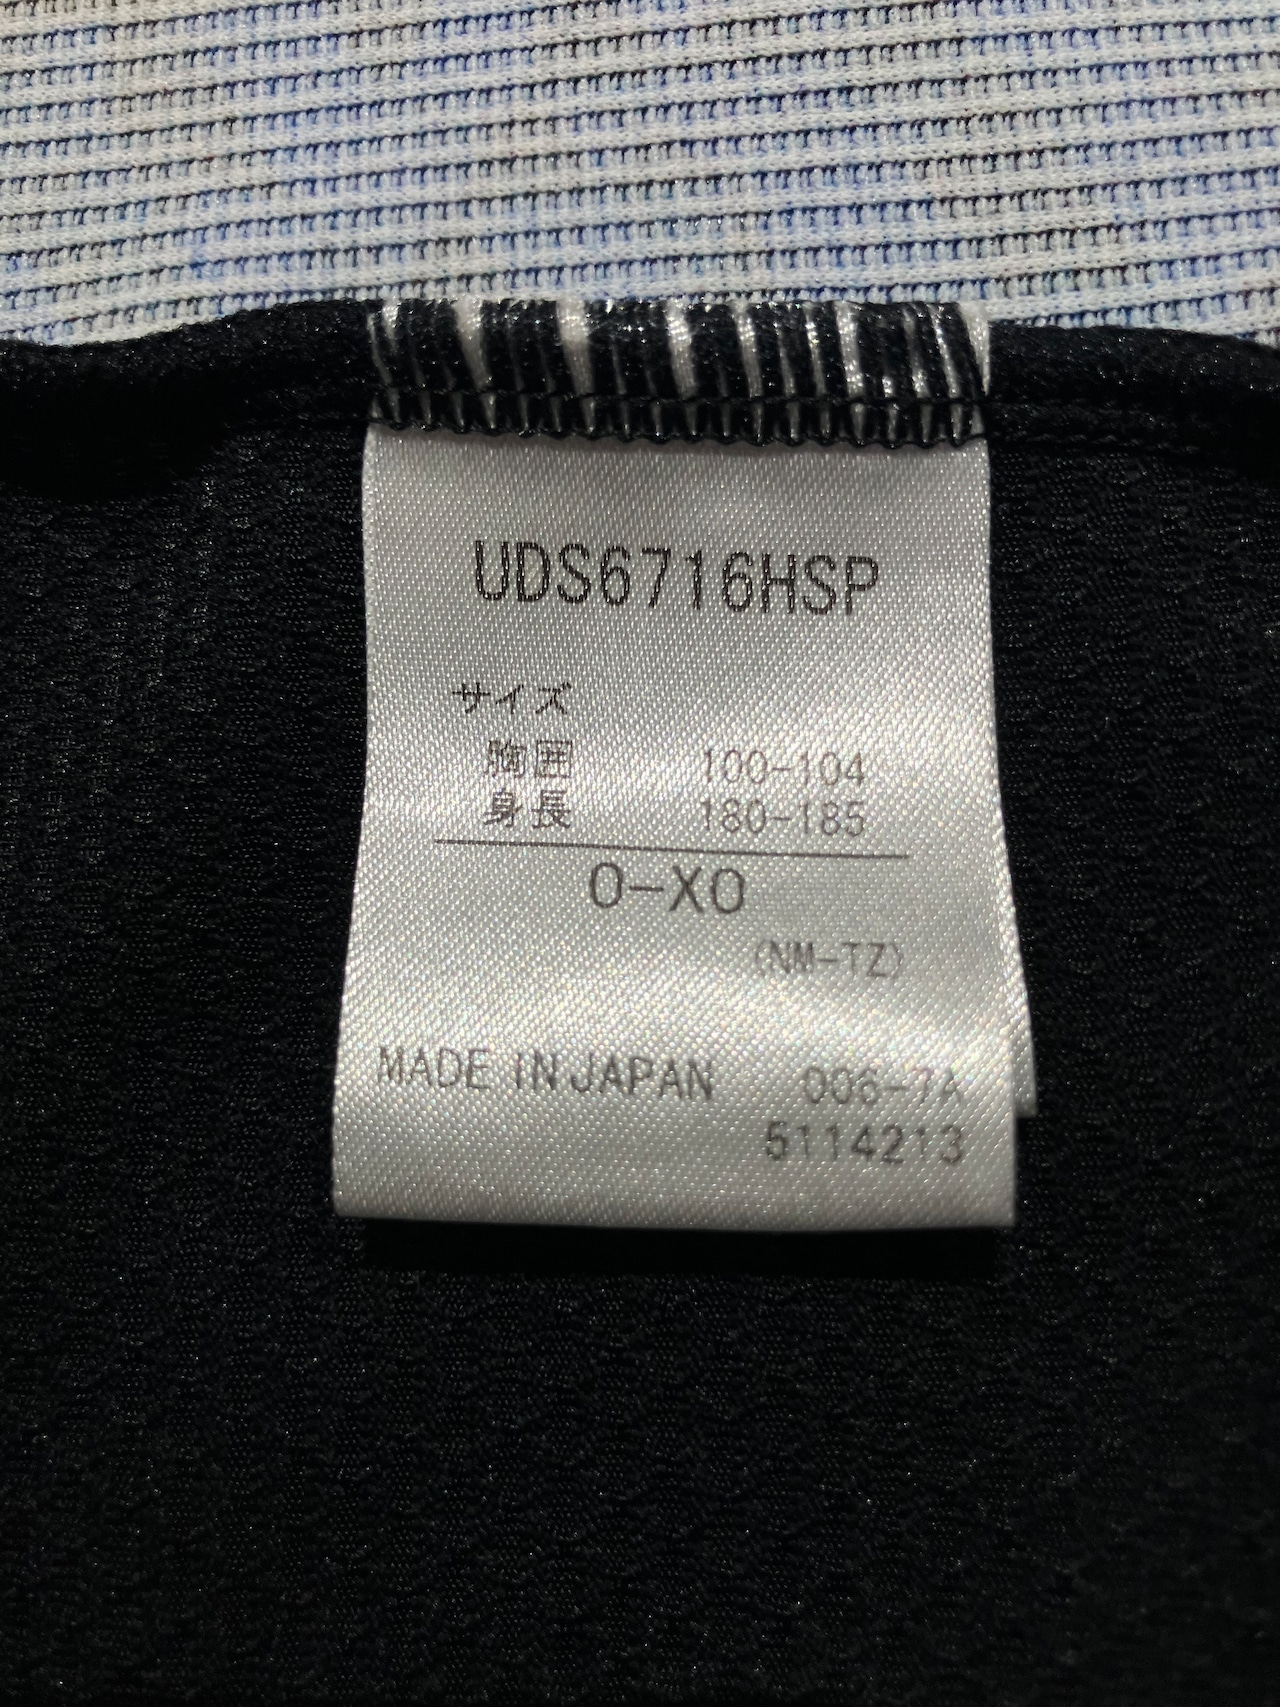 UDS6716HSP
サイズ
胸囲 100-104
身長 180-185
O-XO
(NM-TZ)
MADE IN JAPAN 006-7A
5114213